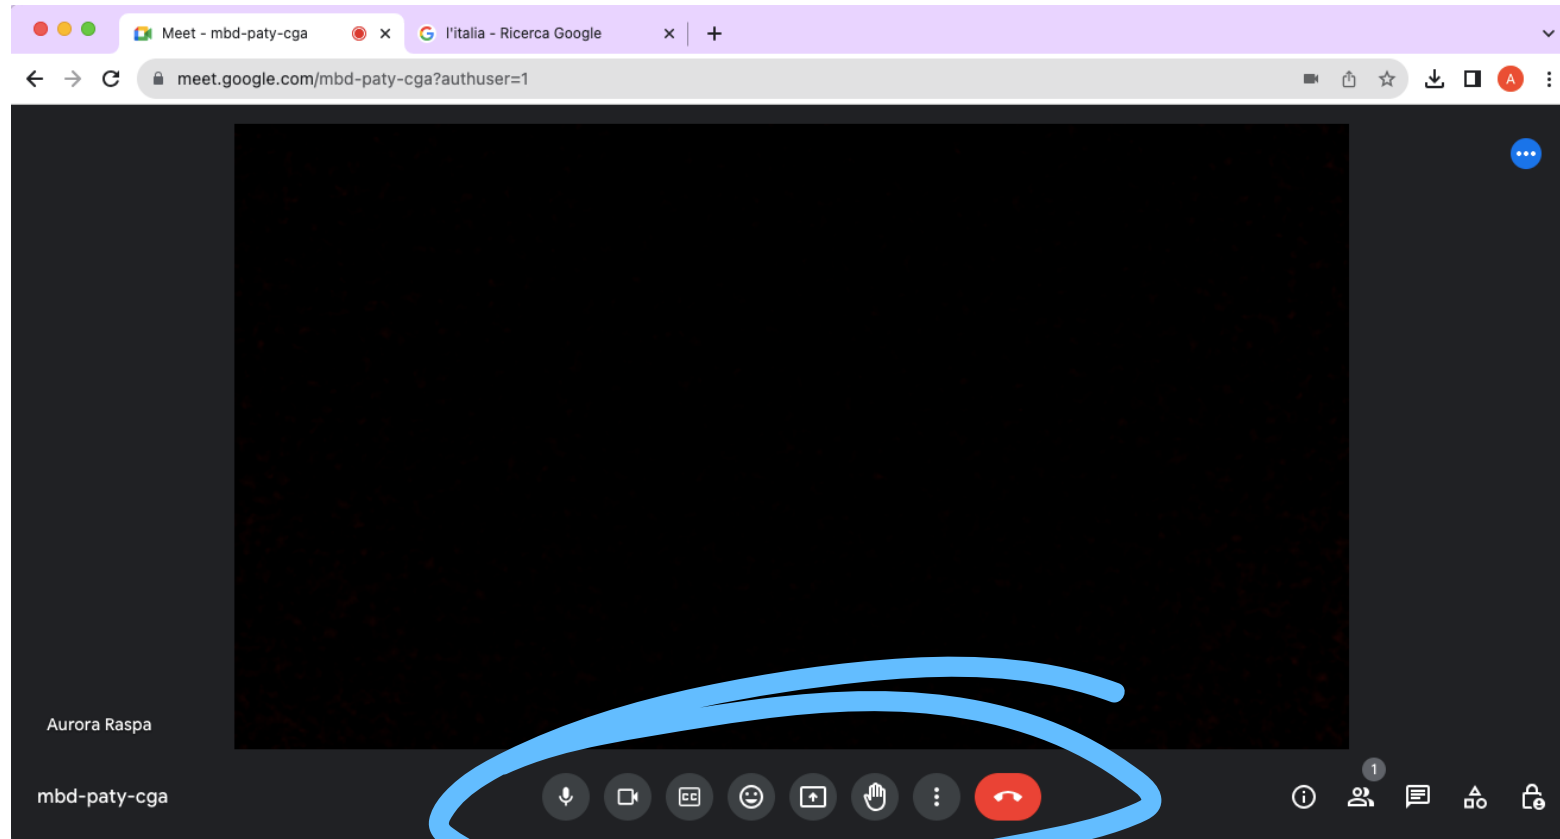 Meet - mbd-paty-cga
l'italia - Ricerca Google
meet.google.com/mbd-paty-cga?authuser=1
A
Aurora Raspa
mbd-paty-cga
CC
1